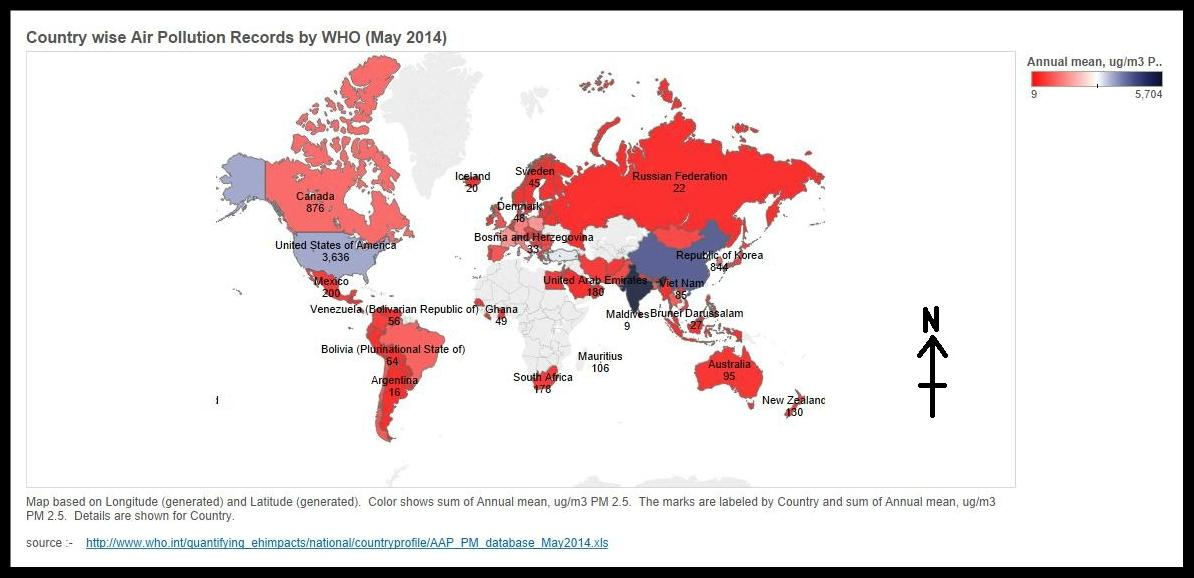 Country wise Air Pollution Records by WHO (May 2014)
Annual mean, ug/m3 P..
9
5,704
Iceland
20
Sweden
45
Russian Federation
22
Canada
876
Denmark
48
Bosnia and Herzegovina
33
United States of America
3,636
Republic of Korea
844
Mexico
200
United Arab Emirates
180
Viet Nam
85
Venezuela (Bolivarian Republic of)
56
Ghana
49
Maldives
9
Brunei Darussalam
27
Bolivia (Plurinational State of)
64
Mauritius
106
Argentina
16
South Africa
178
Australia
95
New Zealand
130
d
N
Map based on Longitude (generated) and Latitude (generated).  Color shows sum of Annual mean, ug/m3 PM 2.5.  The marks are labeled by Country and sum of Annual mean, ug/m3
PM 2.5.  Details are shown for Country.
source :-   http://www.who.int/quantifying_ehimpacts/national/countryprofile/AAP_PM_database_May2014.xls